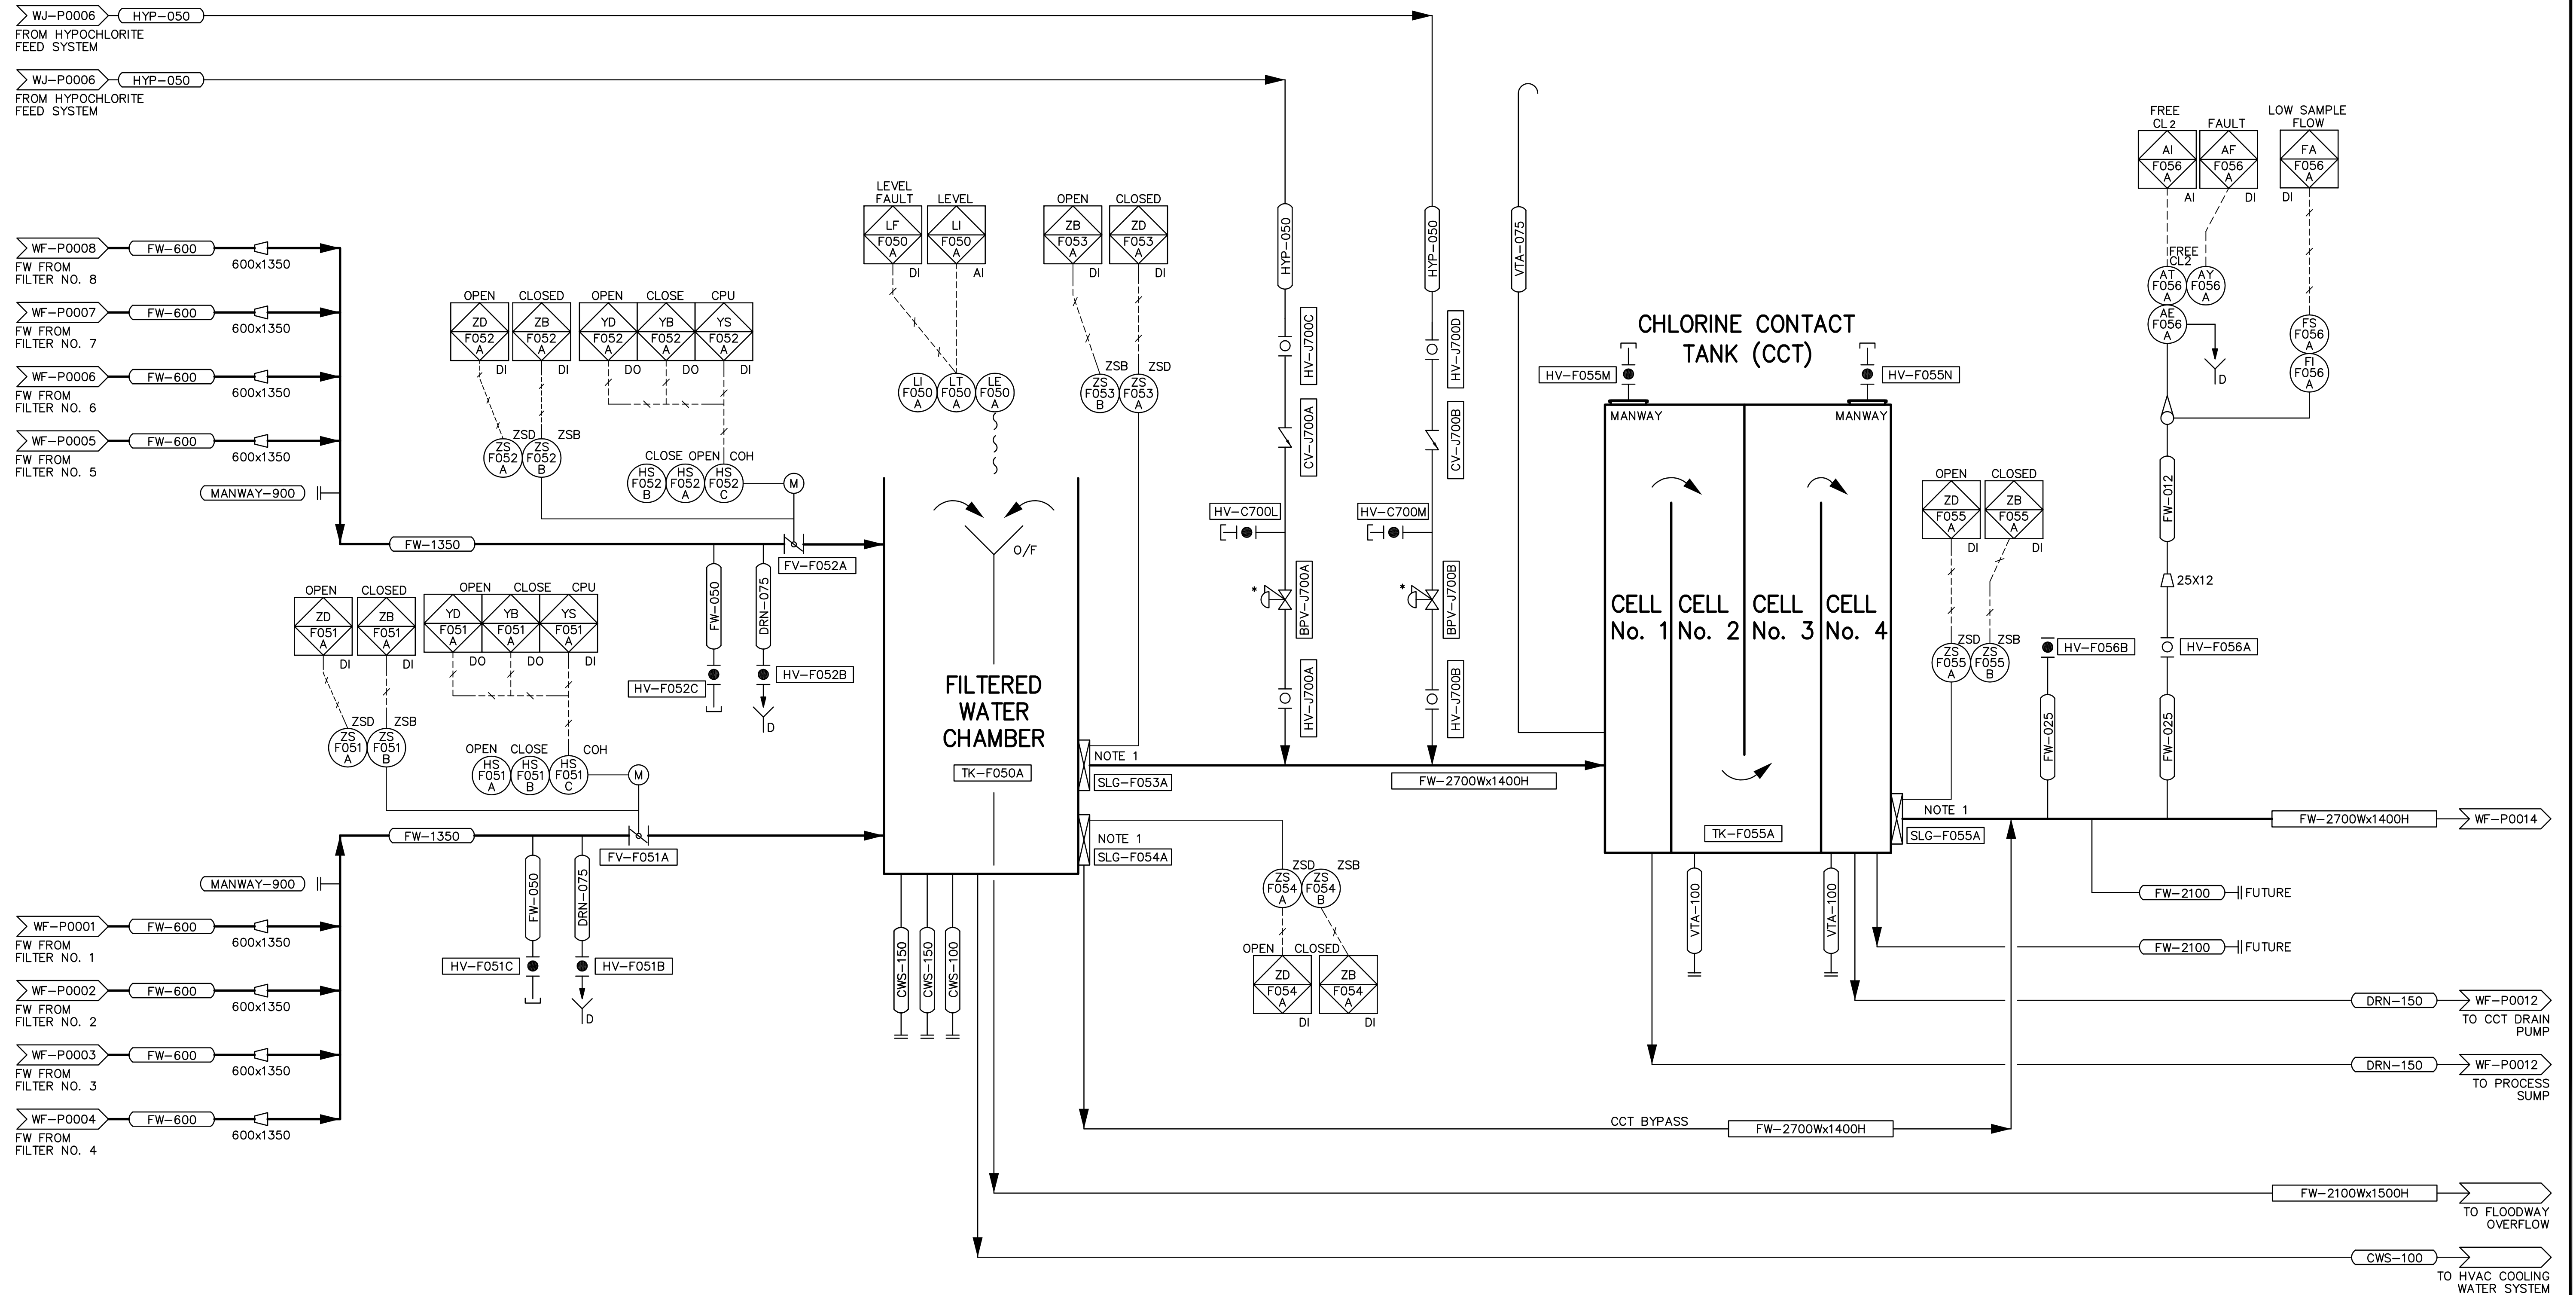 WJ-P0006
HYP-050
FROM HYPOCHLORITE
FEED SYSTEM
WJ-P0006
HYP-050
FROM HYPOCHLORITE
FEED SYSTEM
WF-P0008
FW-600
600x1350
FW FROM
FILTER NO. 8
WF-P0007
FW-600
600x1350
FW FROM
FILTER NO. 7
WF-P0006
FW-600
600x1350
FW FROM
FILTER NO. 6
WF-P0005
FW-600
600x1350
FW FROM
FILTER NO. 5
MANWAY-900
FW-1350
OPEN
ZD
F052
A
DI
CLOSED
ZB
F052
A
DI
OPEN
YD
F052
A
DO
CLOSE
YB
F052
A
DO
CPU
YS
F052
A
DI
ZSD
ZS
F052
A
ZSB
ZS
F052
B
CLOSE OPEN COH
HS
F052
B
HS
F052
A
HS
F052
C
M
FV-F052A
FW-050
DRN-075
HV-F052C
HV-F052B
D
OPEN
ZD
F051
A
DI
CLOSED
ZB
F051
A
DI
OPEN
YD
F051
A
DO
CLOSE
YB
F051
A
DO
CPU
YS
F051
A
DI
ZSD
ZS
F051
A
ZSB
ZS
F051
B
OPEN CLOSE COH
HS
F051
A
HS
F051
B
HS
F051
C
M
FW-1350
FV-F051A
MANWAY-900
FW-050
DRN-075
HV-F051C
HV-F051B
D
WF-P0001
FW-600
600x1350
FW FROM
FILTER NO. 1
WF-P0002
FW-600
600x1350
FW FROM
FILTER NO. 2
WF-P0003
FW-600
600x1350
FW FROM
FILTER NO. 3
WF-P0004
FW-600
600x1350
FW FROM
FILTER NO. 4
LEVEL
FAULT
LF
F050
A
DI
LEVEL
LI
F050
A
AI
LI
F050
A
LT
F050
A
LE
F050
A
OPEN
ZB
F053
A
DI
CLOSED
ZD
F053
A
DI
ZSB
ZS
F053
B
ZSD
ZS
F053
A
O/F
FILTERED
WATER
CHAMBER
TK-F050A
NOTE 1
SLG-F053A
NOTE 1
SLG-F054A
CWS-150
CWS-150
CWS-100
ZSD
ZS
F054
A
ZSB
ZS
F054
B
OPEN
ZD
F054
A
DI
CLOSED
ZB
F054
A
DI
HYP-050
HV-J700C
CV-J700A
HV-C700L
*
BPV-J700A
HV-J700A
HYP-050
HV-J700D
CV-J700B
HV-C700M
*
BPV-J700B
HV-J700B
FW-2700Wx1400H
VTA-075
CHLORINE CONTACT
TANK (CCT)
HV-F055M
HV-F055N
MANWAY
MANWAY
CELL
No. 1
CELL
No. 2
CELL
No. 3
CELL
No. 4
TK-F055A
VTA-100
VTA-100
OPEN
ZD
F055
A
DI
CLOSED
ZB
F055
A
DI
ZSD
ZS
F055
A
ZSB
ZS
F055
B
NOTE 1
SLG-F055A
FREE
CL2
AI
F056
A
AI
FAULT
AF
F056
A
DI
LOW SAMPLE
FLOW
FA
F056
A
DI
FREE
CL2
AT
F056
A
AY
F056
A
AE
F056
A
D
FS
F056
A
FI
F056
A
FW-012
25X12
HV-F056B
HV-F056A
FW-025
FW-025
FW-2700Wx1400H
WF-P0014
FW-2100
FUTURE
FW-2100
FUTURE
DRN-150
WF-P0012
TO CCT DRAIN
PUMP
DRN-150
WF-P0012
TO PROCESS
SUMP
CCT BYPASS
FW-2700Wx1400H
FW-2100Wx1500H
TO FLOODWAY
OVERFLOW
CWS-100
TO HVAC COOLING
WATER SYSTEM